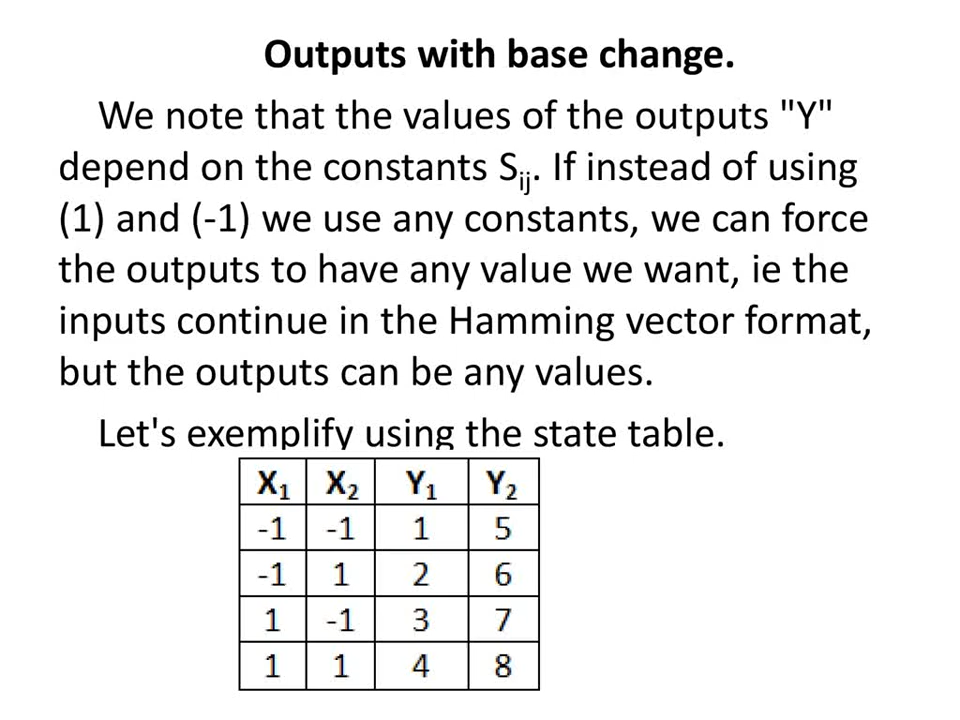 Outputs with base change.
We note that the values of the outputs "Y"
depend on the constants Sij. If instead of using
(1) and (-1) we use any constants, we can force
the outputs to have any value we want, ie the
inputs continue in the Hamming vector format,
but the outputs can be any values.
Let's exemplify using the state table.
X1 X2 Y1 Y2
-1 -1 1 5
-1 1 2 6
1 -1 3 7
1 1 4 8